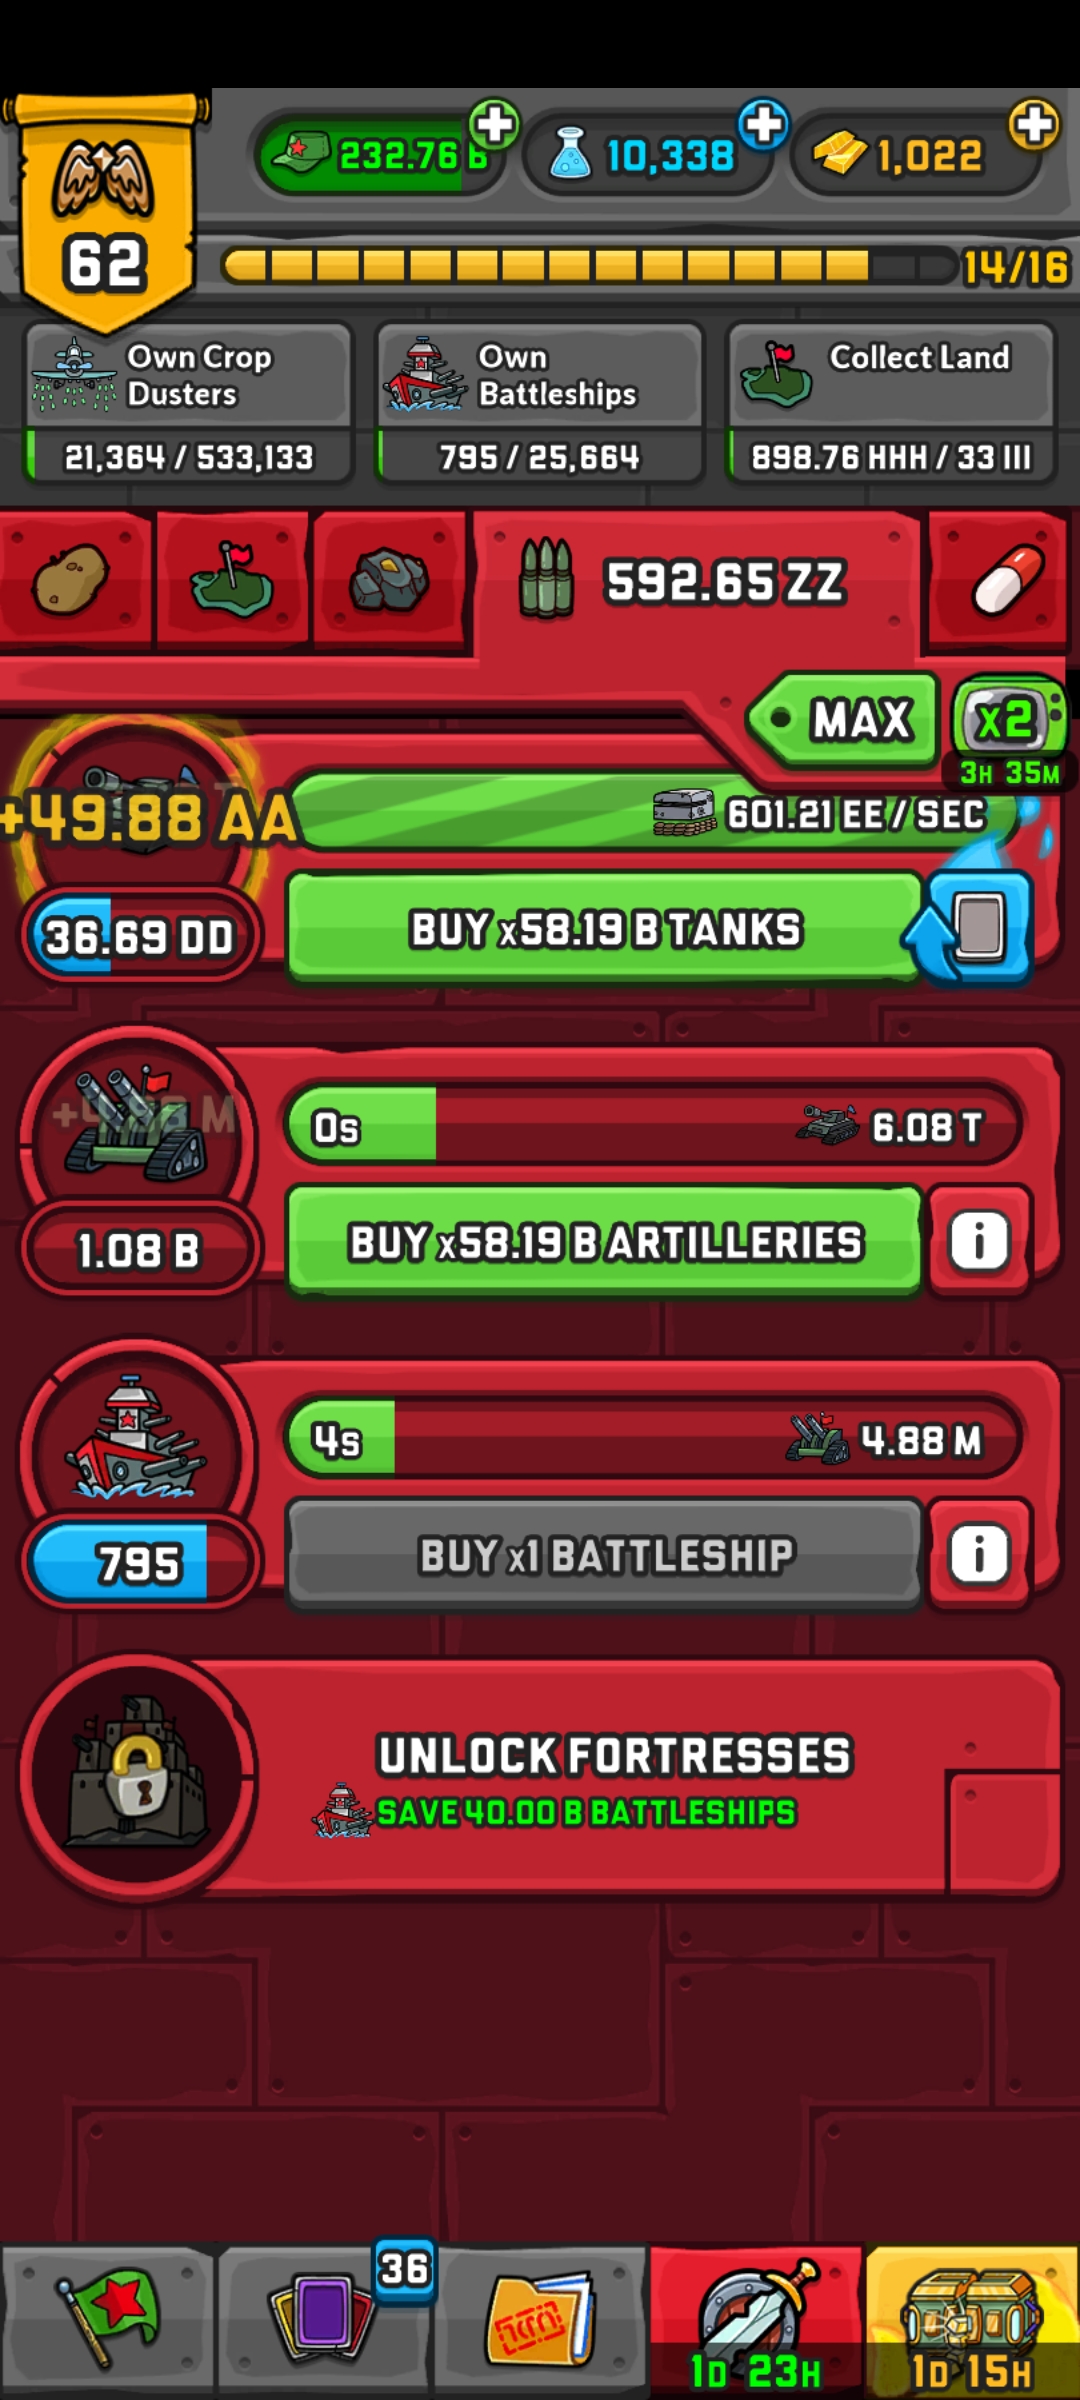 62
232.76 B
10,338
1,022
14/16
Own Crop Dusters
21,364 / 533,133
Own Battleships
795 / 25,664
Collect Land
898.76 HHH / 33 III
592.65 ZZ
MAX
x2
3H 35M
+49.88 AA
601.21 EE / SEC
36.69 DD
BUY x58.19 B TANKS
0s
6.08 T
1.08 B
BUY x58.19 B ARTILLERIES
i
4s
4.88 M
795
BUY x1 BATTLESHIP
i
UNLOCK FORTRESSES
SAVE 40.00 B BATTLESHIPS
36
1D 23H
1D 15H